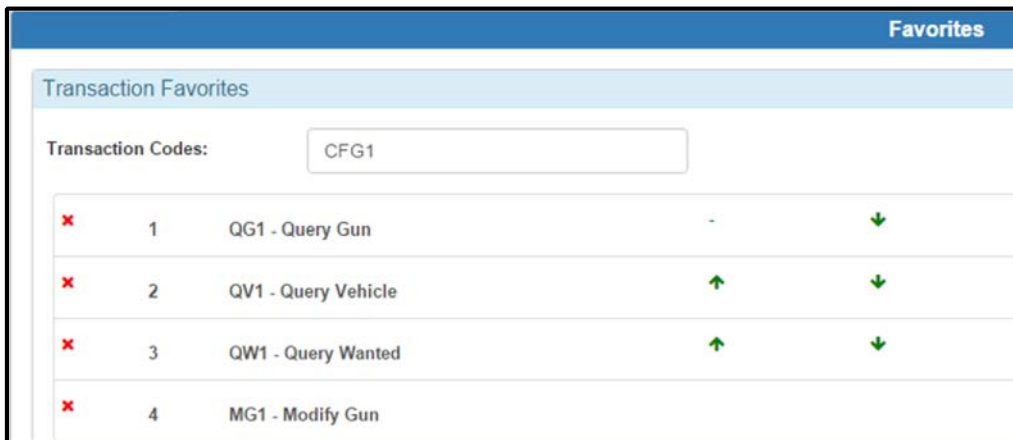 Favorites
Transaction Favorites
Transaction Codes: CFG1
1 QG1 - Query Gun -
2 QV1 - Query Vehicle
3 QW1 - Query Wanted
4 MG1 - Modify Gun